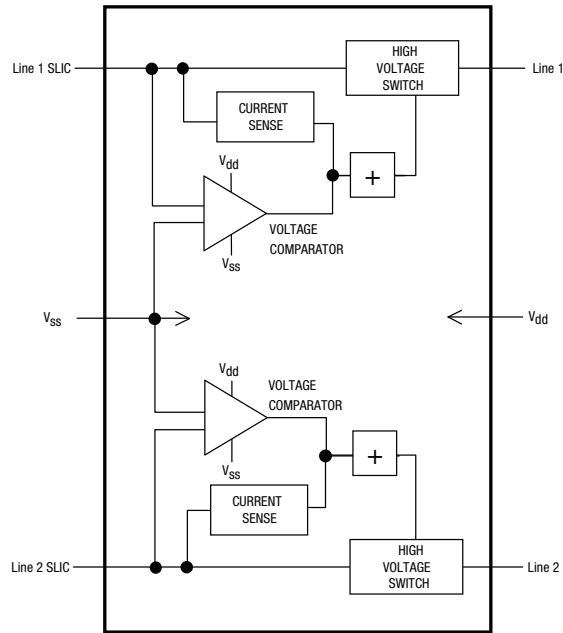 HIGH
VOLTAGE
SWITCH
Line 1 SLIC
Line 1
CURRENT
SENSE
Vdd
+
VOLTAGE
COMPARATOR
Vss
Vss
Vdd
Vdd
VOLTAGE
COMPARATOR
+
Vss
CURRENT
SENSE
HIGH
VOLTAGE
SWITCH
Line 2 SLIC
Line 2